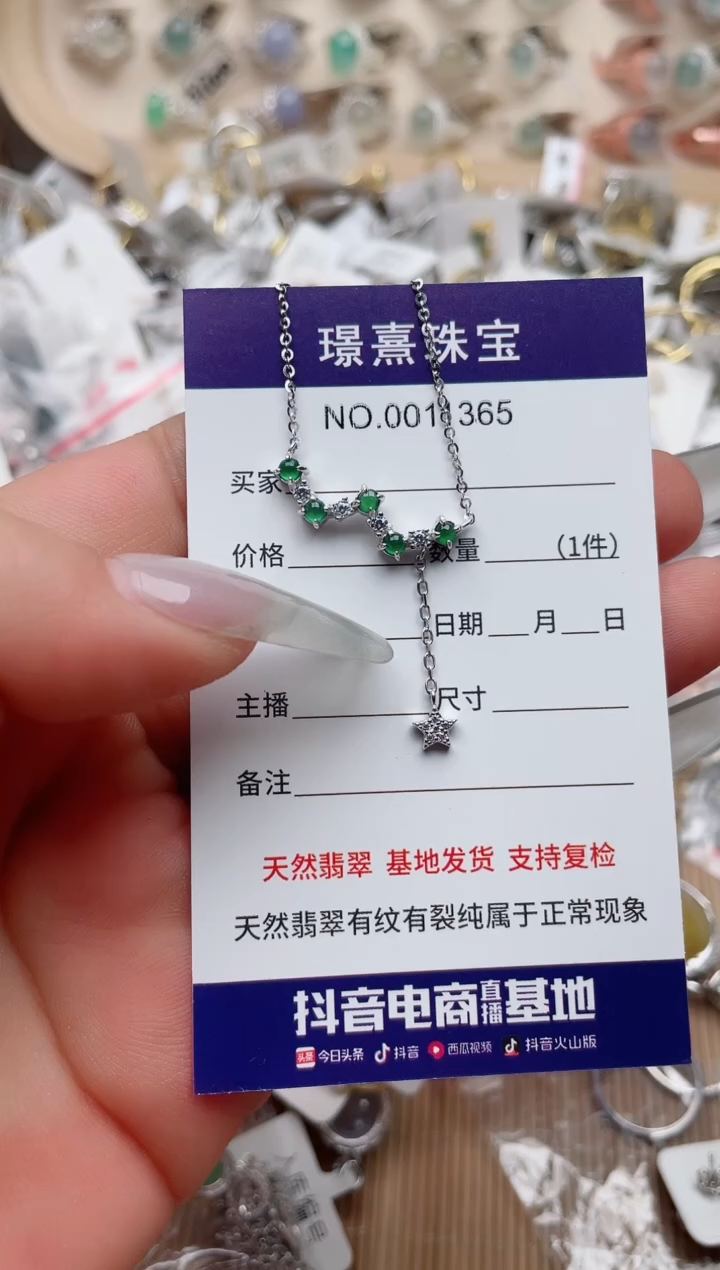 璟熹珠宝
NO.0011365
买家
价格 数量 (1件)
日期 月 日
主播 尺寸
备注
天然翡翠 基地发货 支持复检
天然翡翠有纹有裂纯属于正常现象
抖音电商直播基地
头条 今日头条 抖音 西瓜视频 抖音火山版